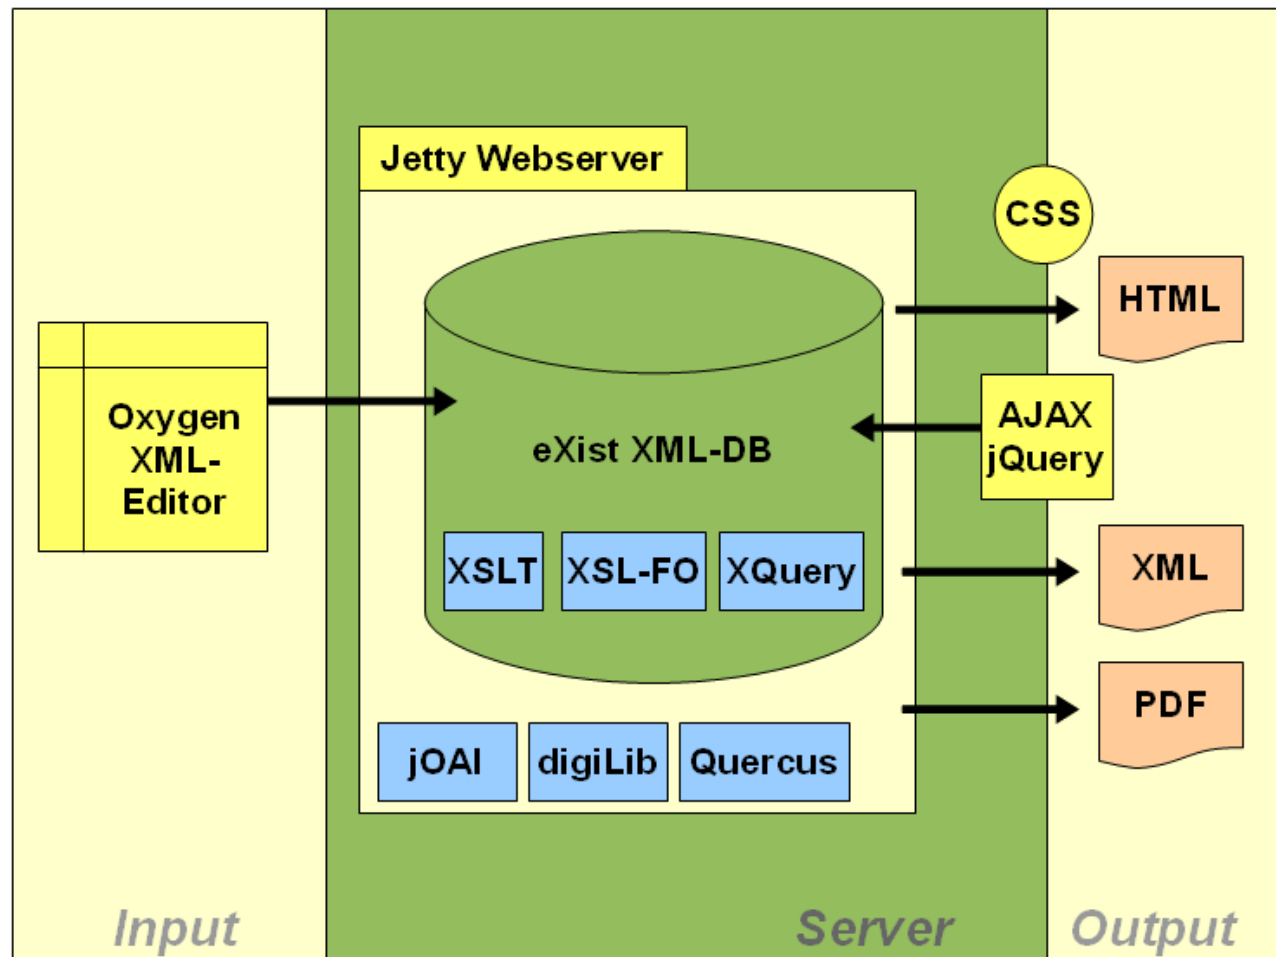 Jetty Webserver
CSS
HTML
Oxygen
XML-
Editor
eXist XML-DB
AJAX
jQuery
XSLT
XSL-FO
XQuery
XML
PDF
jOAI
digiLib
Quercus
Input
Server
Output